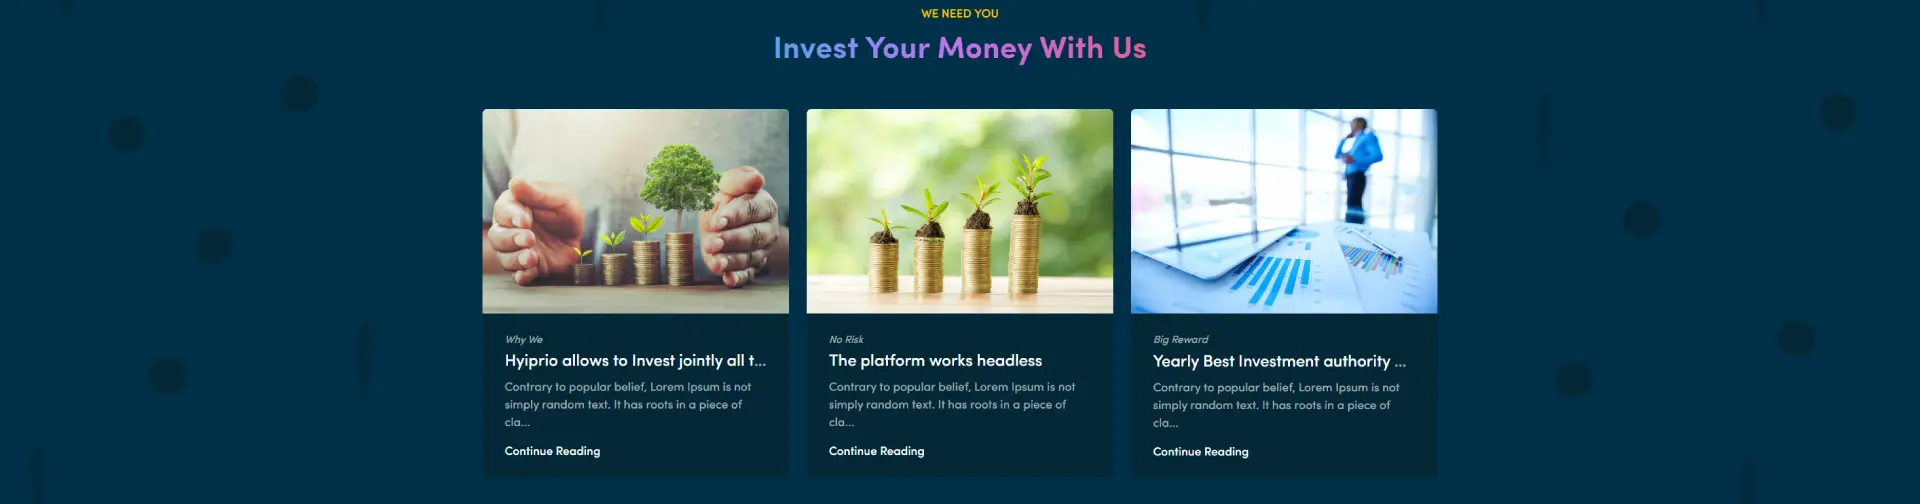 WE NEED YOU
Invest Your Money With Us
Why We
Hyiprio allows to Invest jointly all t...
Contrary to popular belief, Lorem Ipsum is not
simply random text. It has roots in a piece of
cla...
Continue Reading
No Risk
The platform works headless
Contrary to popular belief, Lorem Ipsum is not
simply random text. It has roots in a piece of
cla...
Continue Reading
Big Reward
Yearly Best Investment authority ...
Contrary to popular belief, Lorem Ipsum is not
simply random text. It has roots in a piece of
cla...
Continue Reading